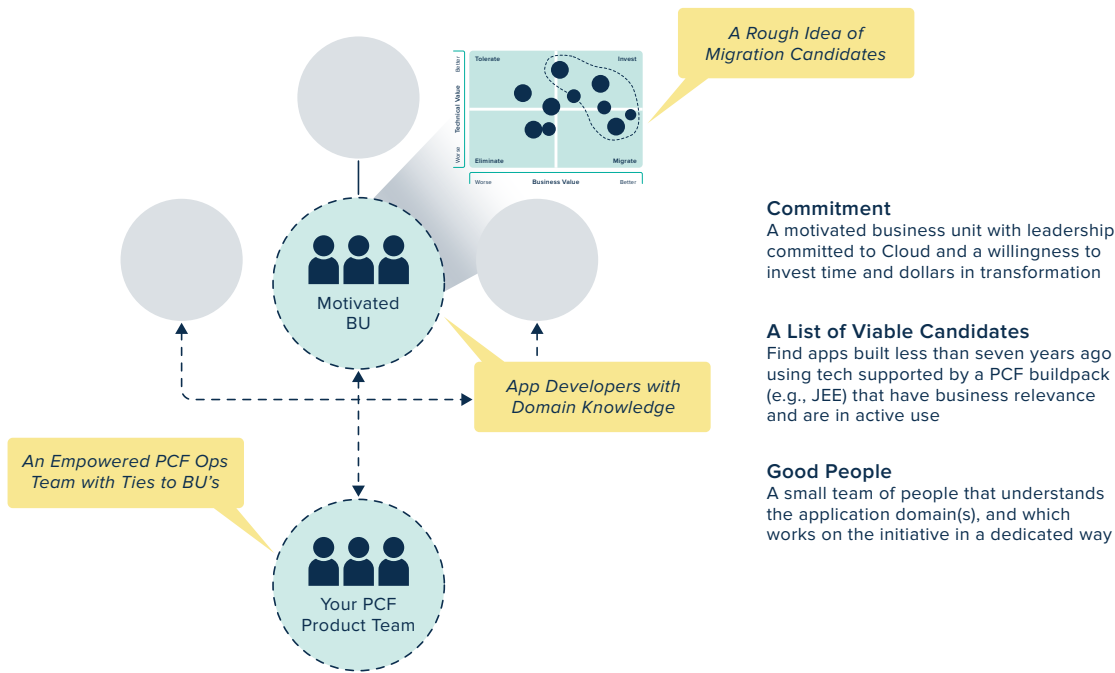 A Rough Idea of
Migration Candidates
Tolerate
Invest
Better
Technical Value
Worse
Eliminate
Migrate
Worse
Business Value
Better
Motivated
BU
App Developers with
Domain Knowledge
An Empowered PCF Ops
Team with Ties to BU's
Your PCF
Product Team
Commitment
A motivated business unit with leadership
committed to Cloud and a willingness to
invest time and dollars in transformation
A List of Viable Candidates
Find apps built less than seven years ago
using tech supported by a PCF buildpack
(e.g., JEE) that have business relevance
and are in active use
Good People
A small team of people that understands
the application domain(s), and which
works on the initiative in a dedicated way